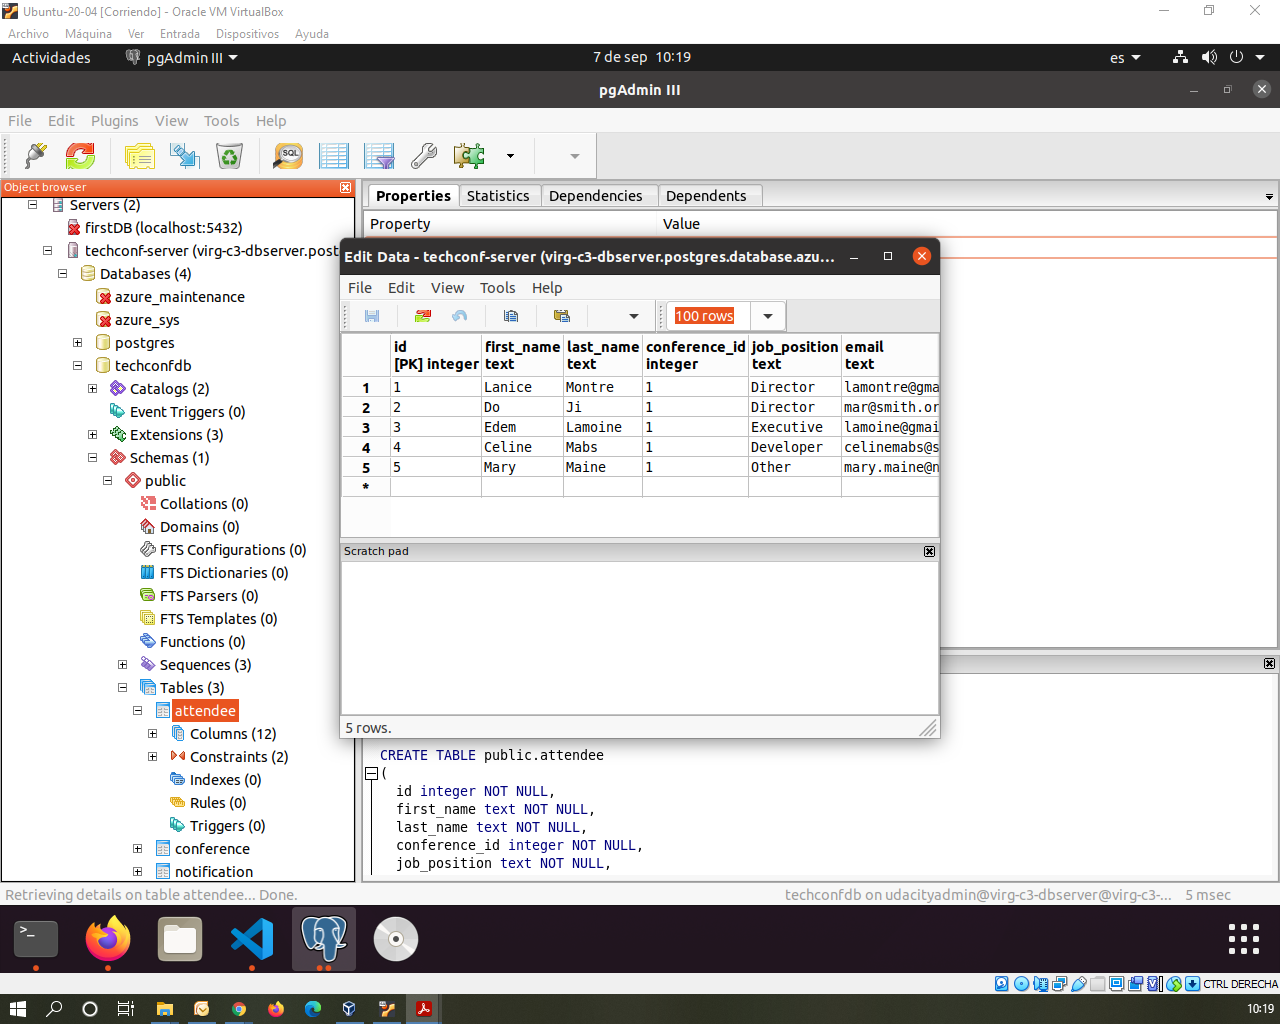 Ubuntu-20-04 [Corriendo] - Oracle VM VirtualBox
Archivo Máquina Ver Entrada Dispositivos Ayuda
Actividades pgAdmin III 7 de sep 10:19 es
pgAdmin III
File Edit Plugins View Tools Help
SQL
Object browser
Servers (2)
firstDB (localhost:5432)
techconf-server (virg-c3-dbserver.post
Databases (4)
azure_maintenance
azure_sys
postgres
techconfdb
Catalogs (2)
Event Triggers (0)
Extensions (3)
Schemas (1)
public
Collations (0)
Domains (0)
FTS Configurations (0)
FTS Dictionaries (0)
FTS Parsers (0)
FTS Templates (0)
Functions (0)
Sequences (3)
Tables (3)
attendee
Columns (12)
Constraints (2)
Indexes (0)
Rules (0)
Triggers (0)
conference
notification
Properties Statistics Dependencies Dependents
Property Value
Edit Data - techconf-server (virg-c3-dbserver.postgres.database.azu...
File Edit View Tools Help
100 rows
id first_name last_name conference_id job_position email
[PK] integer text text integer text text
1 1 Lanice Montre 1 Director lamontre@gma
2 2 Do Ji 1 Director mar@smith.or
3 3 Edem Lamoine 1 Executive lamoine@gmai
4 4 Celine Mabs 1 Developer celinemabs@s
5 5 Mary Maine 1 Other mary.maine@n
*
Scratch pad
5 rows.
CREATE TABLE public.attendee
(
id integer NOT NULL,
first_name text NOT NULL,
last_name text NOT NULL,
conference_id integer NOT NULL,
job_position text NOT NULL,
Retrieving details on table attendee... Done. techconfdb on udacityadmin@virg-c3-dbserver@virg-c3-... 5 msec
CTRL DERECHA
10:19